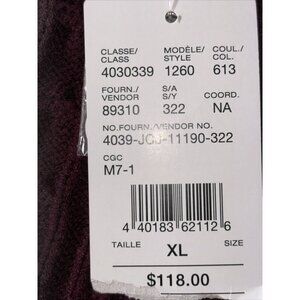 CLASSE/ MODÈLE/ COUL./
CLASS STYLE COL.
4030339 1260 613
FOURN./ S/A
VENDOR S/Y COORD.
89310 322 NA
NO.FOURN./VENDOR NO.
4039-JCJ-11190-322
CGC
M7-1
4 40183 62112 6
TAILLE XL SIZE
$118.00